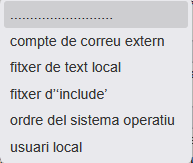 ..........................
compte de correu extern
fitxer de text local
fitxer d'‘include’
ordre del sistema operatiu
usuari local